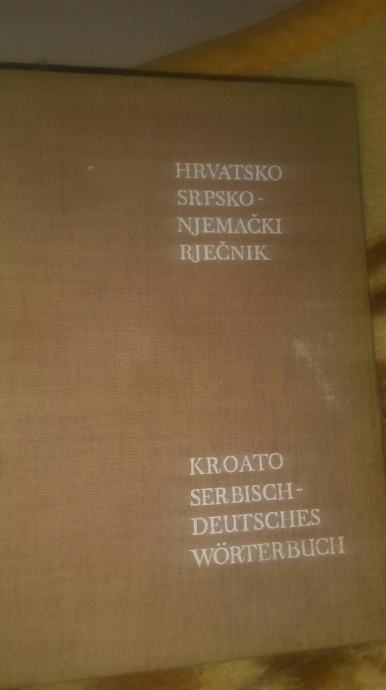 HRVATSKO
SRPSKO-
NJEMAČKI
RJEČNIK
KROATO
SERBISCH-
DEUTSCHES
WÖRTERBUCH